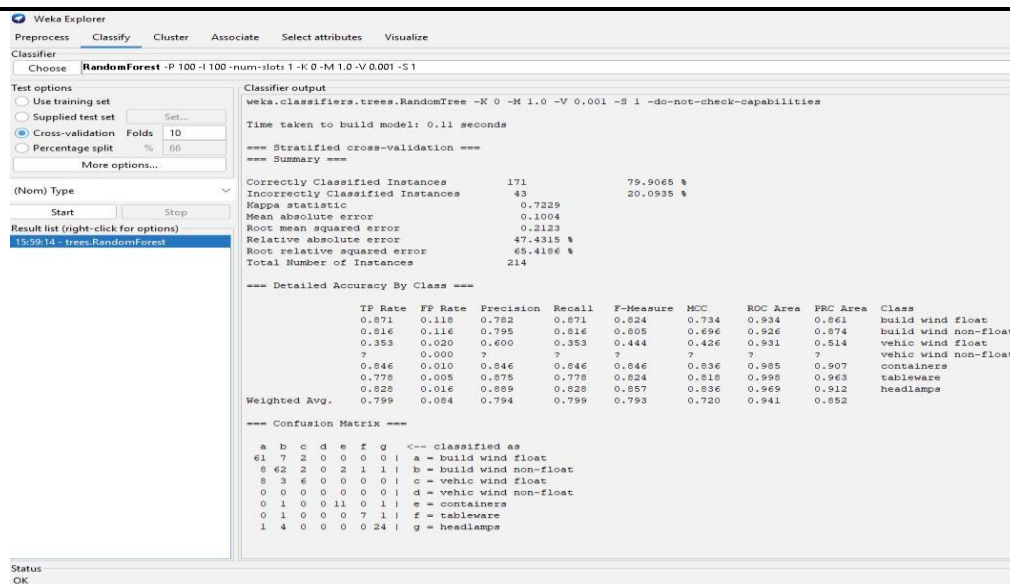 Weka Explorer
Preprocess Classify Cluster Associate Select attributes Visualize
Classifier
Choose RandomForest -P 100 -I 100 -num-slots 1 -K 0 -M 1.0 -V 0.001 -S 1
Test options
Use training set
Supplied test set Set...
Cross-validation Folds 10
Percentage split % 66
More options...
(Nom) Type
Start Stop
Result list (right-click for options)
15:59:14 - trees.RandomForest
Classifier output
weka.classifiers.trees.RandomTree -K 0 -M 1.0 -V 0.001 -S 1 -do-not-check-capabilities
Time taken to build model: 0.11 seconds
=== Stratified cross-validation ===
=== Summary ===
Correctly Classified Instances 171 79.9065 %
Incorrectly Classified Instances 43 20.0935 %
Kappa statistic 0.7229
Mean absolute error 0.1004
Root mean squared error 0.2123
Relative absolute error 47.4315 %
Root relative squared error 65.4186 %
Total Number of Instances 214
=== Detailed Accuracy By Class ===
TP Rate FP Rate Precision Recall F-Measure MCC ROC Area PRC Area Class
0.871 0.118 0.782 0.871 0.824 0.734 0.934 0.861 build wind float
0.816 0.116 0.795 0.816 0.805 0.696 0.926 0.874 build wind non-float
0.353 0.020 0.600 0.353 0.444 0.426 0.931 0.514 vehic wind float
? 0.000 ? ? ? ? ? ? vehic wind non-float
0.846 0.010 0.846 0.846 0.846 0.836 0.985 0.907 containers
0.778 0.005 0.875 0.778 0.824 0.818 0.998 0.963 tableware
0.828 0.016 0.889 0.828 0.857 0.836 0.969 0.912 headlamps
Weighted Avg. 0.799 0.084 0.794 0.799 0.793 0.720 0.941 0.852
=== Confusion Matrix ===
a b c d e f g <-- classified as
61 7 2 0 0 0 0 | a = build wind float
8 62 2 0 2 1 1 | b = build wind non-float
8 3 6 0 0 0 0 | c = vehic wind float
0 0 0 0 0 0 0 | d = vehic wind non-float
0 1 0 0 11 0 1 | e = containers
0 1 0 0 0 7 1 | f = tableware
1 4 0 0 0 0 24 | g = headlamps
Status
OK